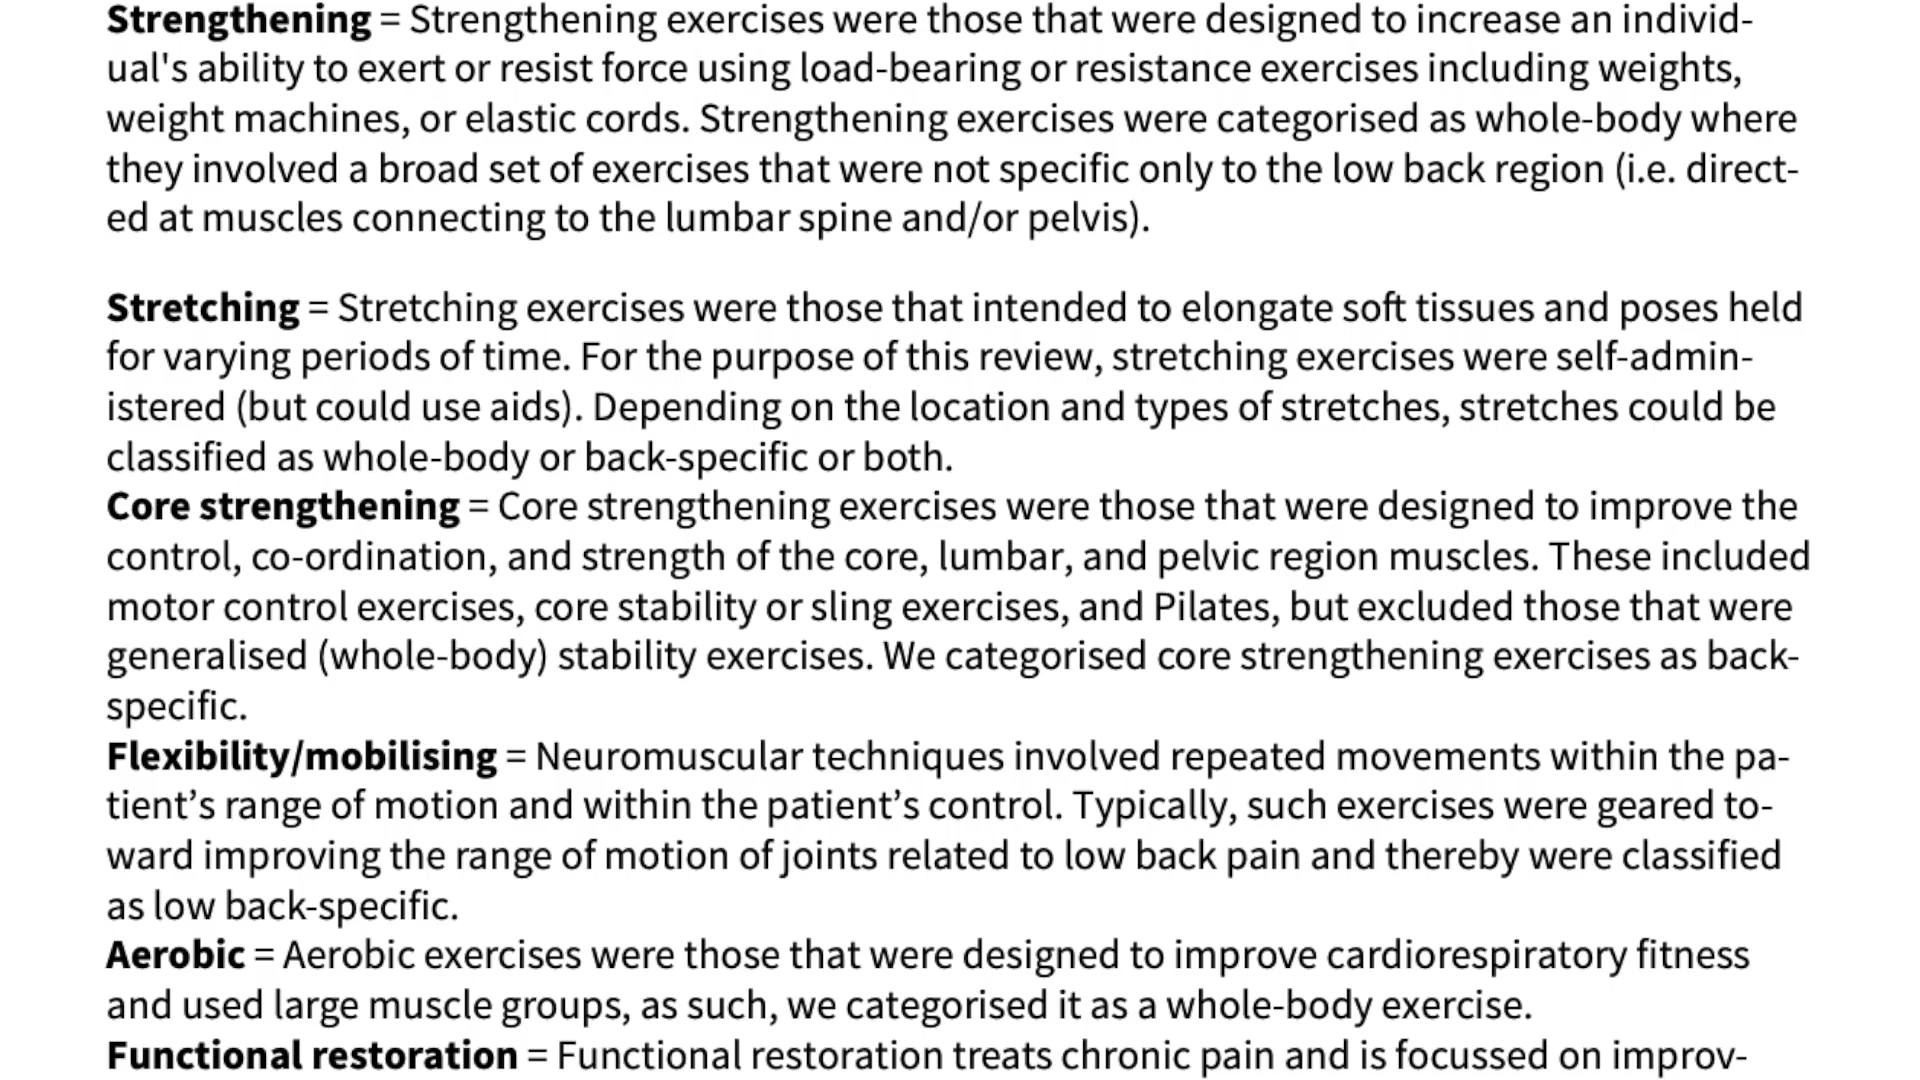 Strengthening = Strengthening exercises were those that were designed to increase an individ-
ual's ability to exert or resist force using load-bearing or resistance exercises including weights,
weight machines, or elastic cords. Strengthening exercises were categorised as whole-body where
they involved a broad set of exercises that were not specific only to the low back region (i.e. direct-
ed at muscles connecting to the lumbar spine and/or pelvis).
Stretching = Stretching exercises were those that intended to elongate soft tissues and poses held
for varying periods of time. For the purpose of this review, stretching exercises were self-admin-
istered (but could use aids). Depending on the location and types of stretches, stretches could be
classified as whole-body or back-specific or both.
Core strengthening = Core strengthening exercises were those that were designed to improve the
control, co-ordination, and strength of the core, lumbar, and pelvic region muscles. These included
motor control exercises, core stability or sling exercises, and Pilates, but excluded those that were
generalised (whole-body) stability exercises. We categorised core strengthening exercises as back-
specific.
Flexibility/mobilising = Neuromuscular techniques involved repeated movements within the pa-
tient’s range of motion and within the patient’s control. Typically, such exercises were geared to-
ward improving the range of motion of joints related to low back pain and thereby were classified
as low back-specific.
Aerobic = Aerobic exercises were those that were designed to improve cardiorespiratory fitness
and used large muscle groups, as such, we categorised it as a whole-body exercise.
Functional restoration = Functional restoration treats chronic pain and is focussed on improv-